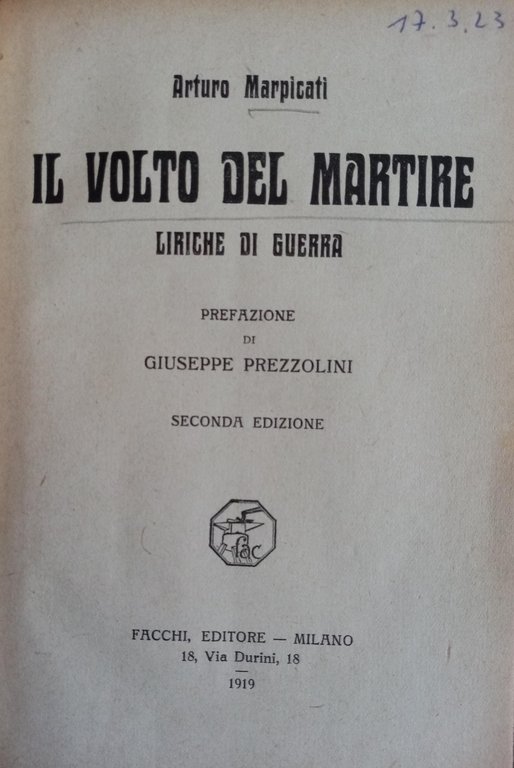 17.3.23
Arturo Marpicati
IL VOLTO DEL MARTIRE
LIRICHE DI GUERRA
PREFAZIONE
DI
GIUSEPPE PREZZOLINI
SECONDA EDIZIONE
fac
FACCHI, EDITORE — MILANO
18, Via Durini, 18
1919